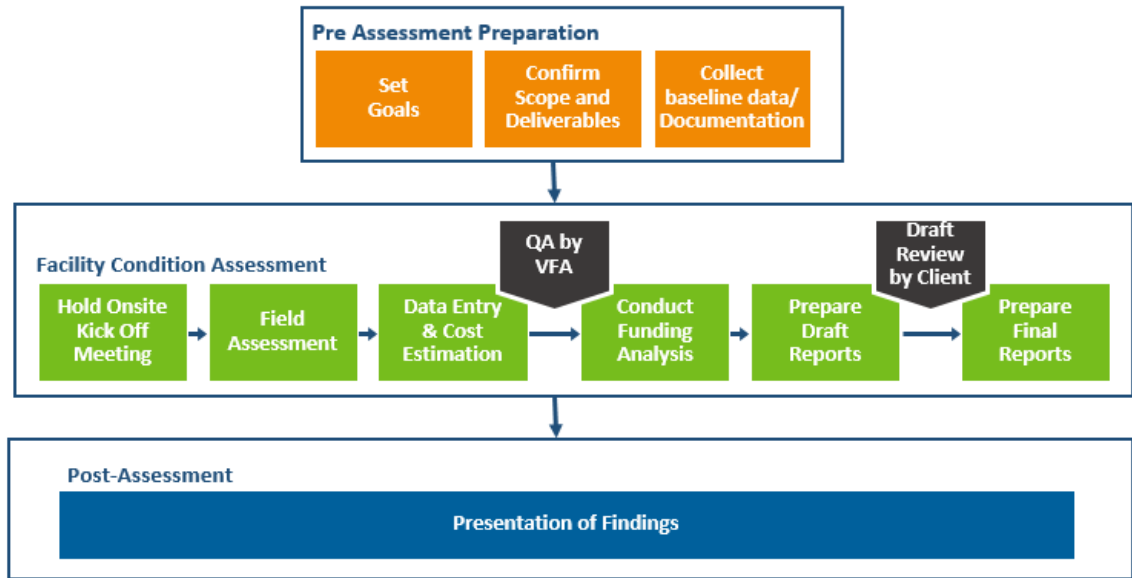 Pre Assessment Preparation
Set
Goals
Confirm
Scope and
Deliverables
Collect
baseline data/
Documentation
Facility Condition Assessment
QA by
VFA
Draft
Review
by Client
Hold Onsite
Kick Off
Meeting
Field
Assessment
Data Entry
& Cost
Estimation
Conduct
Funding
Analysis
Prepare
Draft
Reports
Prepare
Final
Reports
Post-Assessment
Presentation of Findings